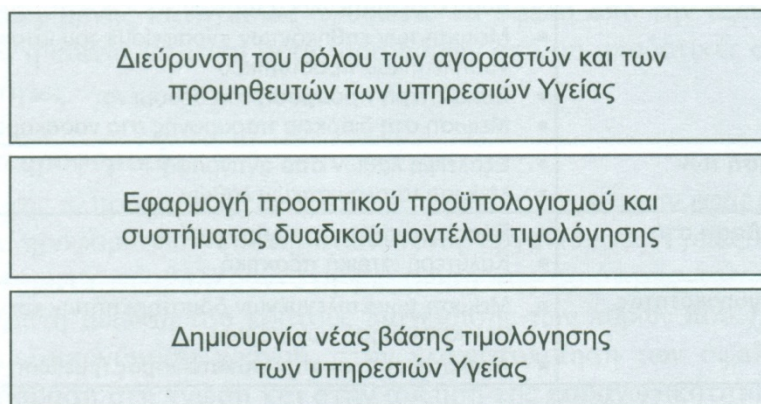 Διεύρυνση του ρόλου των αγοραστών και των
προμηθευτών των υπηρεσιών Υγείας
Εφαρμογή προοπτικού προϋπολογισμού και
συστήματος δυαδικού μοντέλου τιμολόγησης
Δημιουργία νέας βάσης τιμολόγησης
των υπηρεσιών Υγείας